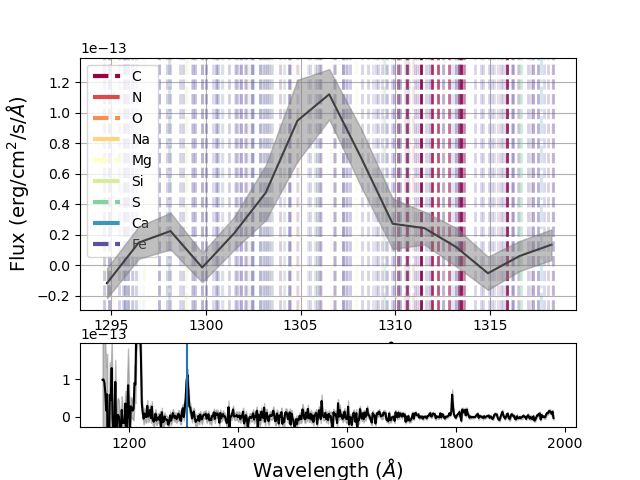 1e−13
1.2
1.0
0.8
0.6
0.4
0.2
0.0
−0.2
Flux (erg/cm²/s/Å)
C
N
O
Na
Mg
Si
S
Ca
Fe
1295
1300
1305
1310
1315
1e−13
1
0
1200
1400
1600
1800
2000
Wavelength (Å)